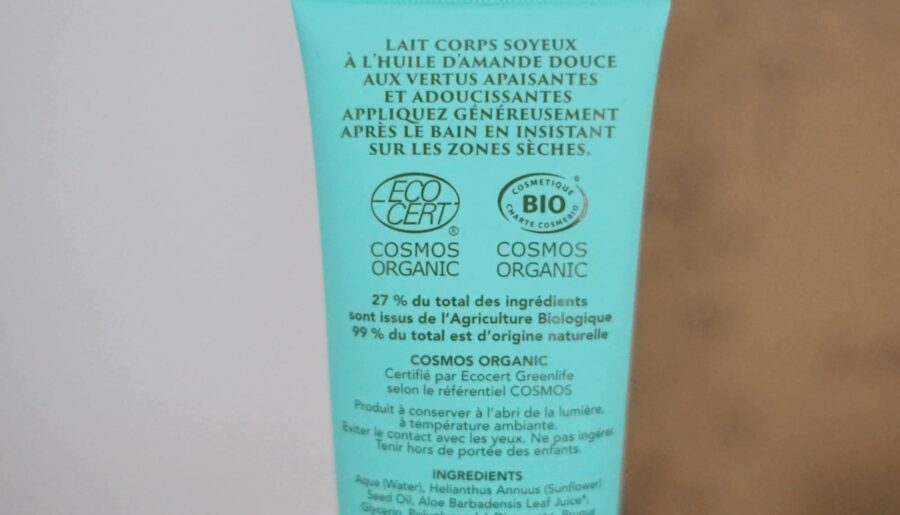 LAIT CORPS SOYEUX
À L'HUILE D'AMANDE DOUCE
AUX VERTUS APAISANTES
ET ADOUCISSANTES
APPLIQUEZ GÉNÉREUSEMENT
APRÈS LE BAIN EN INSISTANT
SUR LES ZONES SÈCHES.
ECO
CERT
®
COSMOS
ORGANIC
COSMETIQUE
BIO
CHARTE COSMEBIO
®
COSMOS
ORGANIC
27 % du total des ingrédients
sont issus de l'Agriculture Biologique
99 % du total est d'origine naturelle
COSMOS ORGANIC
Certifié par Ecocert Greenlife
selon le référentiel COSMOS
Produit à conserver à l'abri de la lumière,
à température ambiante.
Eviter le contact avec les yeux. Ne pas ingérer.
Tenir hors de portée des enfants.
INGREDIENTS
Aqua (Water), Helianthus Annuus (Sunflower)
Seed Oil, Aloe Barbadensis Leaf Juice*,
Glycerin,